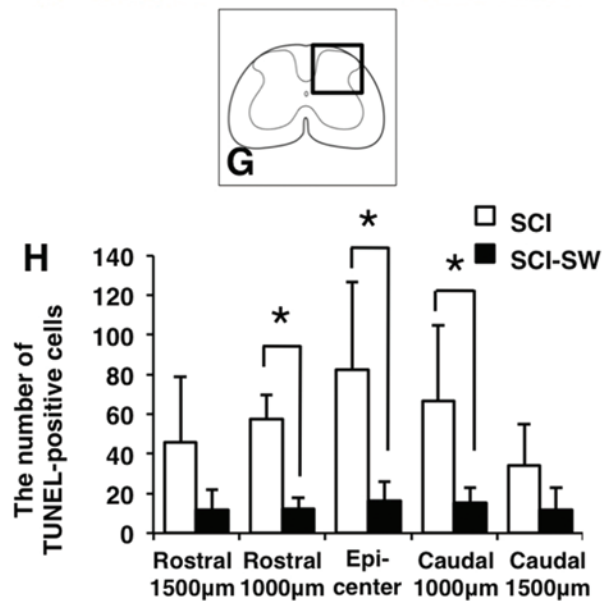 G
H
SCI
SCI-SW
*
*
*
The number of
TUNEL-positive cells
140
120
100
80
60
40
20
0
Rostral
1500µm
Rostral
1000µm
Epi-
center
Caudal
1000µm
Caudal
1500µm